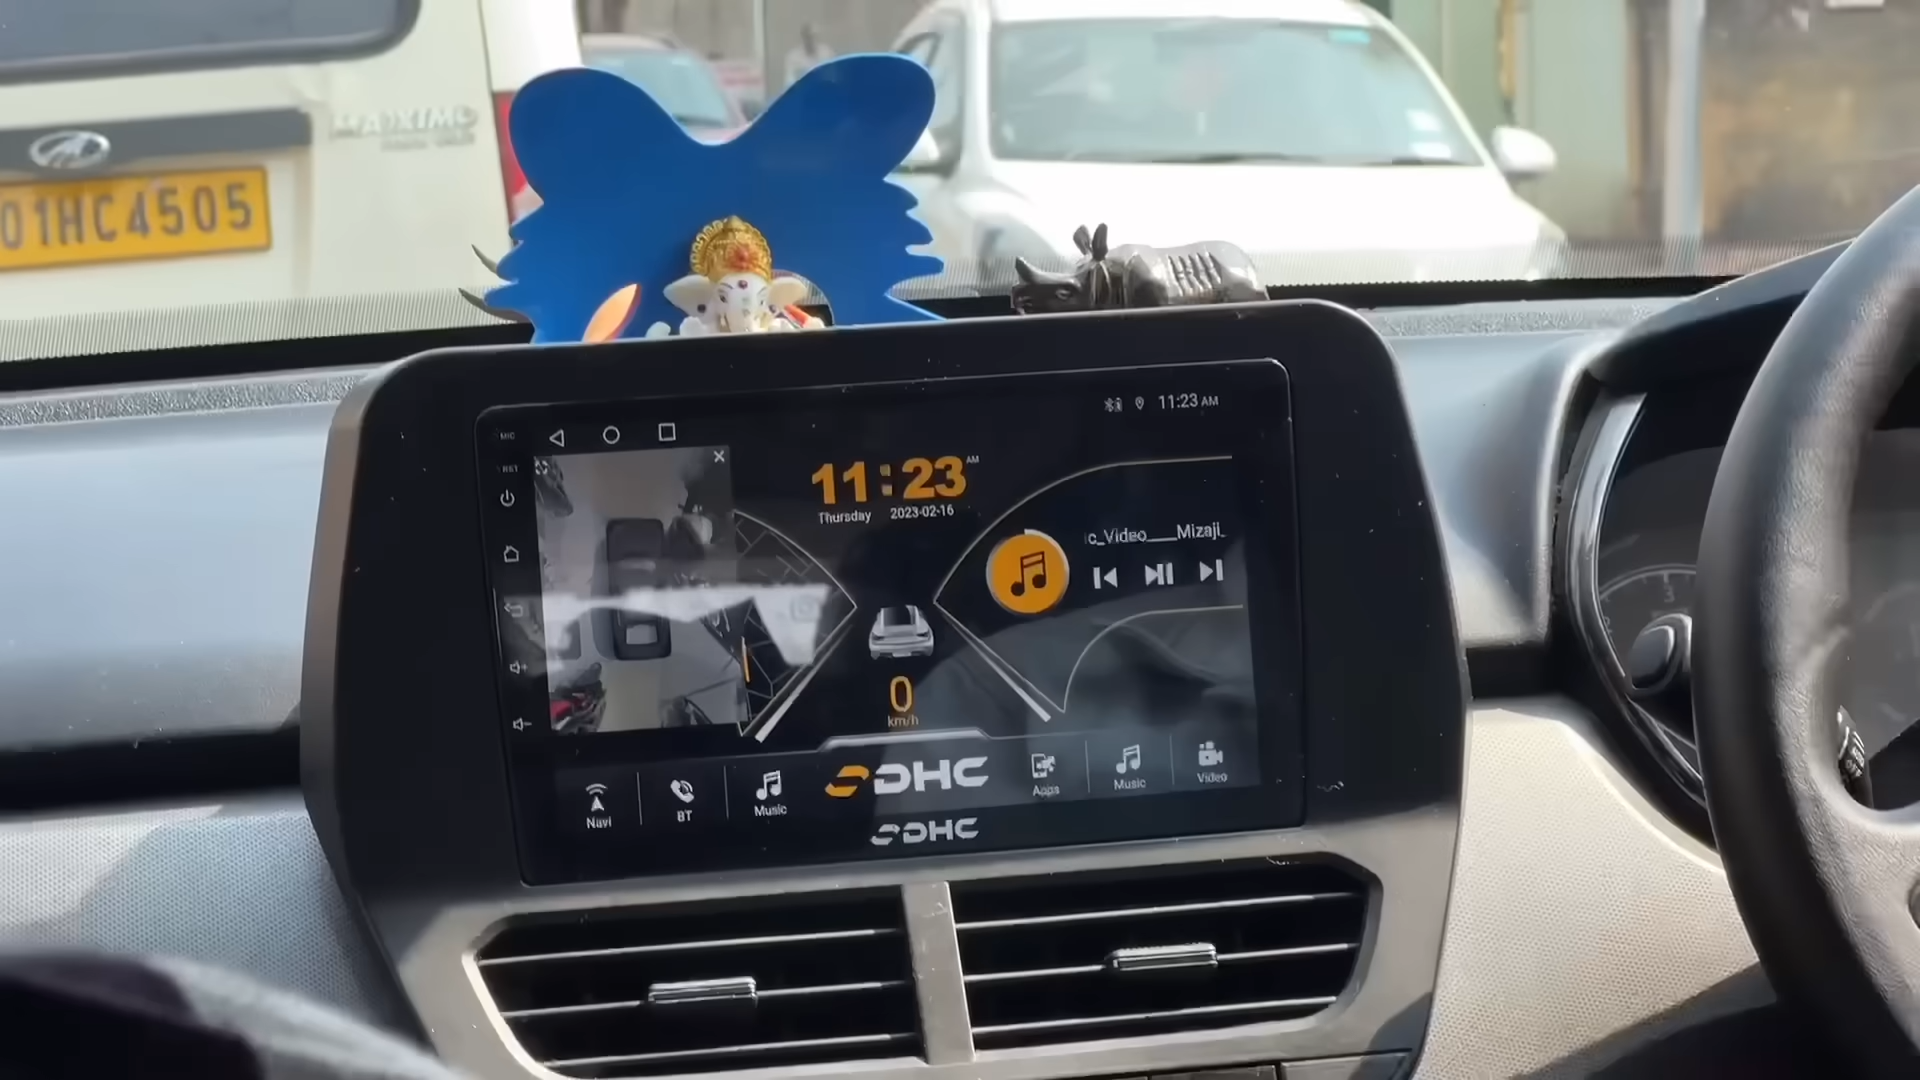 MAXIMO
01HC4505
11:23 AM
MIC
RST
11:23 AM
Thursday 2023-02-16
c_Video___Mizaji_
0
km/h
Navi
BT
Music
DHC
Apps
Music
Video
DHC